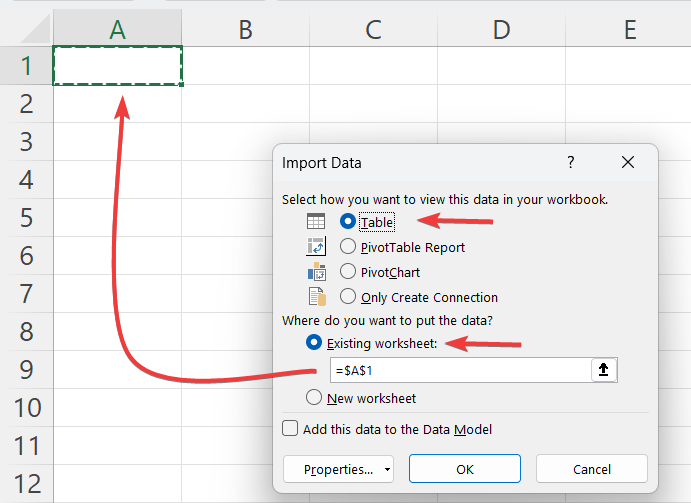 A B C D E
1
2
3
4
5
6
7
8
9
10
11
12
Import Data ?
Select how you want to view this data in your workbook.
Table
PivotTable Report
PivotChart
Only Create Connection
Where do you want to put the data?
Existing worksheet:
=$A$1
New worksheet
Add this data to the Data Model
Properties... OK Cancel